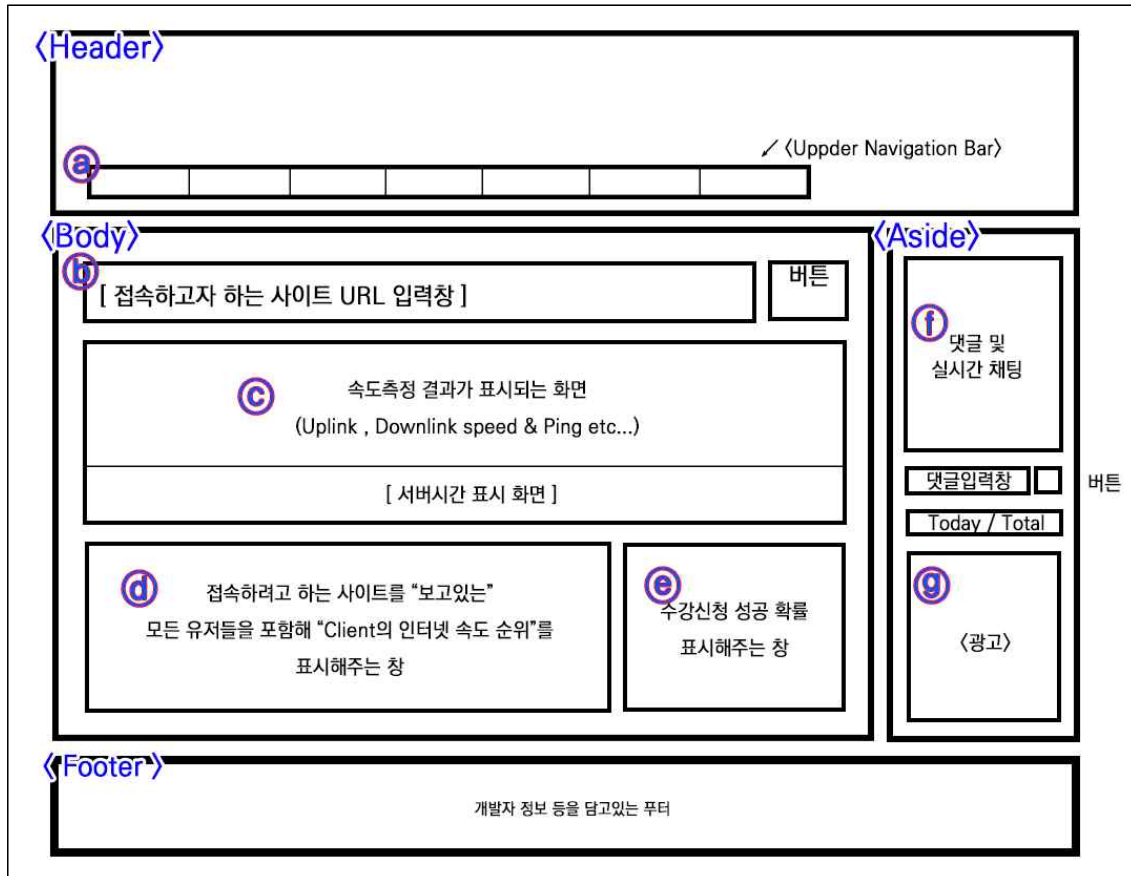 〈Header〉
↙〈Uppder Navigation Bar〉
ⓐ
〈Body〉
ⓑ
[ 접속하고자 하는 사이트 URL 입력창 ]
버튼
ⓒ
속도측정 결과가 표시되는 화면
(Uplink , Downlink speed & Ping etc...)
[ 서버시간 표시 화면 ]
ⓓ
접속하려고 하는 사이트를 “보고있는”
모든 유저들을 포함해 “Client의 인터넷 속도 순위”를
표시해주는 창
ⓔ
수강신청 성공 확률
표시해주는 창
〈Aside〉
ⓕ
댓글 및
실시간 채팅
댓글입력창
버튼
Today / Total
ⓖ
〈광고〉
〈Footer〉
개발자 정보 등을 담고있는 푸터